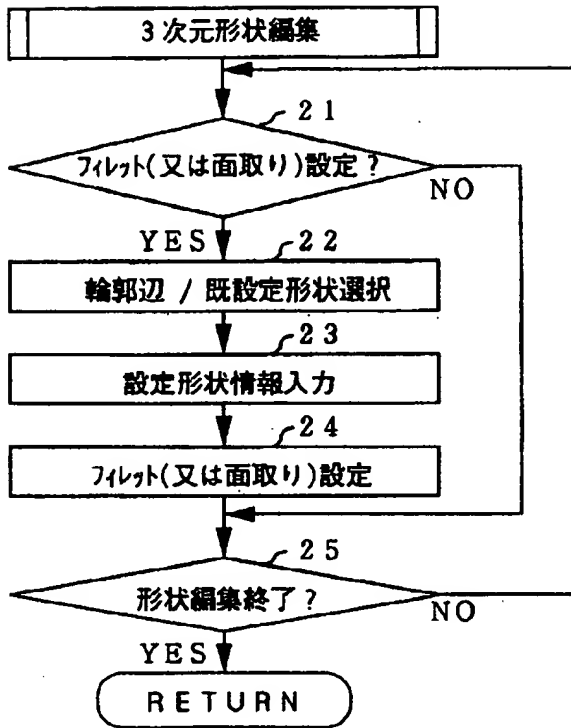 3次元形状編集
21
フィレット(又は面取り)設定?
NO
YES
22
輪郭辺 / 既設定形状選択
23
設定形状情報入力
24
フィレット(又は面取り)設定
25
形状編集終了?
NO
YES
RETURN